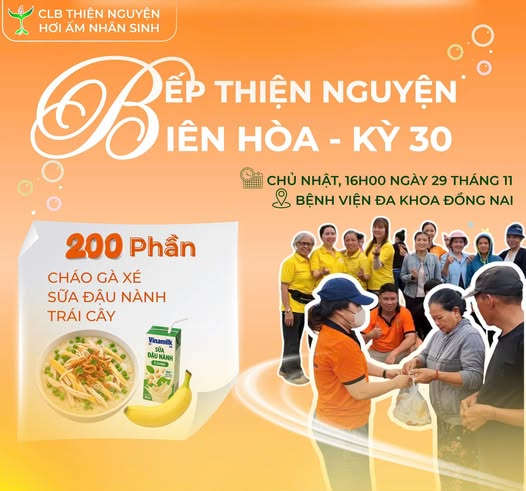 CLB THIỆN NGUYỆN
HƠI ẤM NHÂN SINH
BẾP THIỆN NGUYỆN
BIÊN HÒA - KỲ 30
CHỦ NHẬT, 16H00 NGÀY 29 THÁNG 11
BỆNH VIỆN ĐA KHOA ĐỒNG NAI
200 Phần
CHÁO GÀ XÉ
SỮA ĐẬU NÀNH
TRÁI CÂY
Vinamilk
SỮA
ĐẬU NÀNH